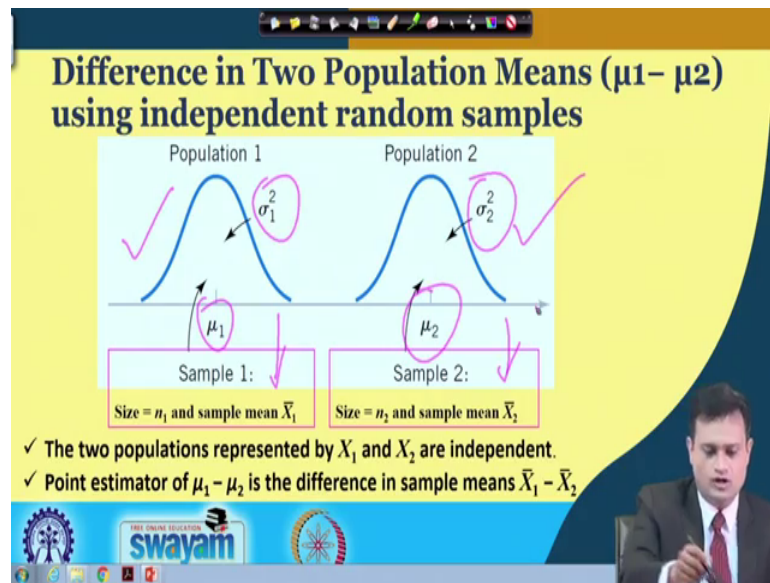 Difference in Two Population Means (μ1– μ2)
using independent random samples
Population 1
Population 2
σ₁²
σ₂²
μ₁
μ₂
Sample 1:
Sample 2:
Size = n₁ and sample mean X̅₁
Size = n₂ and sample mean X̅₂
✓ The two populations represented by X₁ and X₂ are independent.
✓ Point estimator of μ₁ – μ₂ is the difference in sample means X̅₁ – X̅₂
FREE ONLINE EDUCATION
swayam